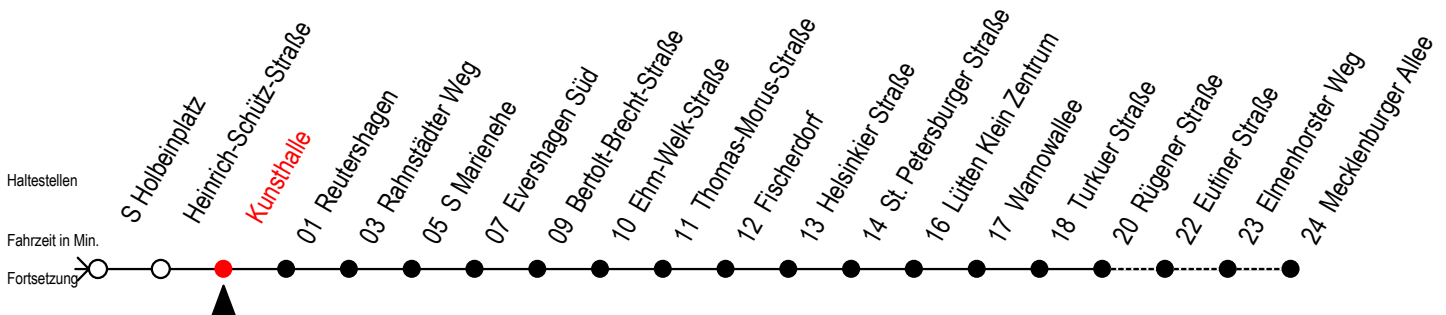 Haltestellen
Fahrzeit in Min.
Fortsetzung
S Holbeinplatz
Heinrich-Schütz-Straße
Kunsthalle
01 Reutershagen
03 Rahnstädter Weg
05 S Marienehe
07 Evershagen Süd
09 Bertolt-Brecht-Straße
10 Ehm-Welk-Straße
11 Thomas-Morus-Straße
12 Fischerdorf
13 Helsinkier Straße
14 St. Petersburger Straße
16 Lütten Klein Zentrum
17 Warnowallee
18 Turkuer Straße
20 Rügener Straße
22 Eutiner Straße
23 Elmenhorster Weg
24 Mecklenburger Allee